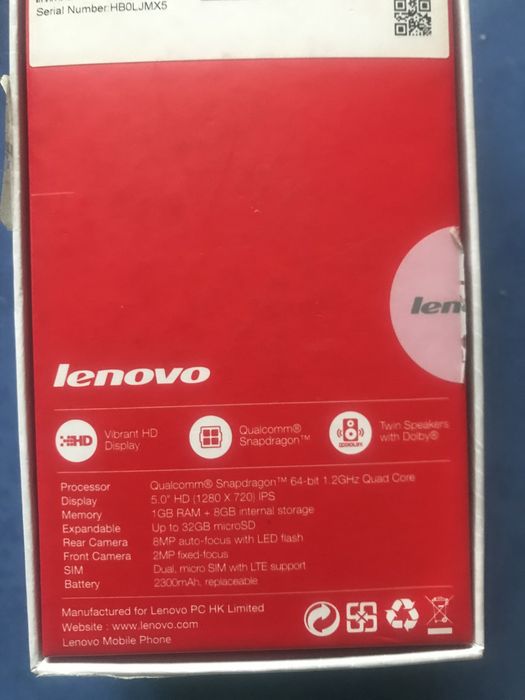 Serial Number:HB0LJMX5
len
lenovo
HD
Vibrant HD
Display
Qualcomm®
Snapdragon™
Twin Speakers
with Dolby®
Processor Qualcomm® Snapdragon™ 64-bit 1.2GHz Quad Core
Display 5.0" HD (1280 X 720) IPS
Memory 1GB RAM + 8GB internal storage
Expandable Up to 32GB microSD
Rear Camera 8MP auto-focus with LED flash
Front Camera 2MP fixed-focus
SIM Dual, micro SIM with LTE support
Battery 2300mAh, replaceable
Manufactured for Lenovo PC HK Limited
Website : www.lenovo.com
Lenovo Mobile Phone